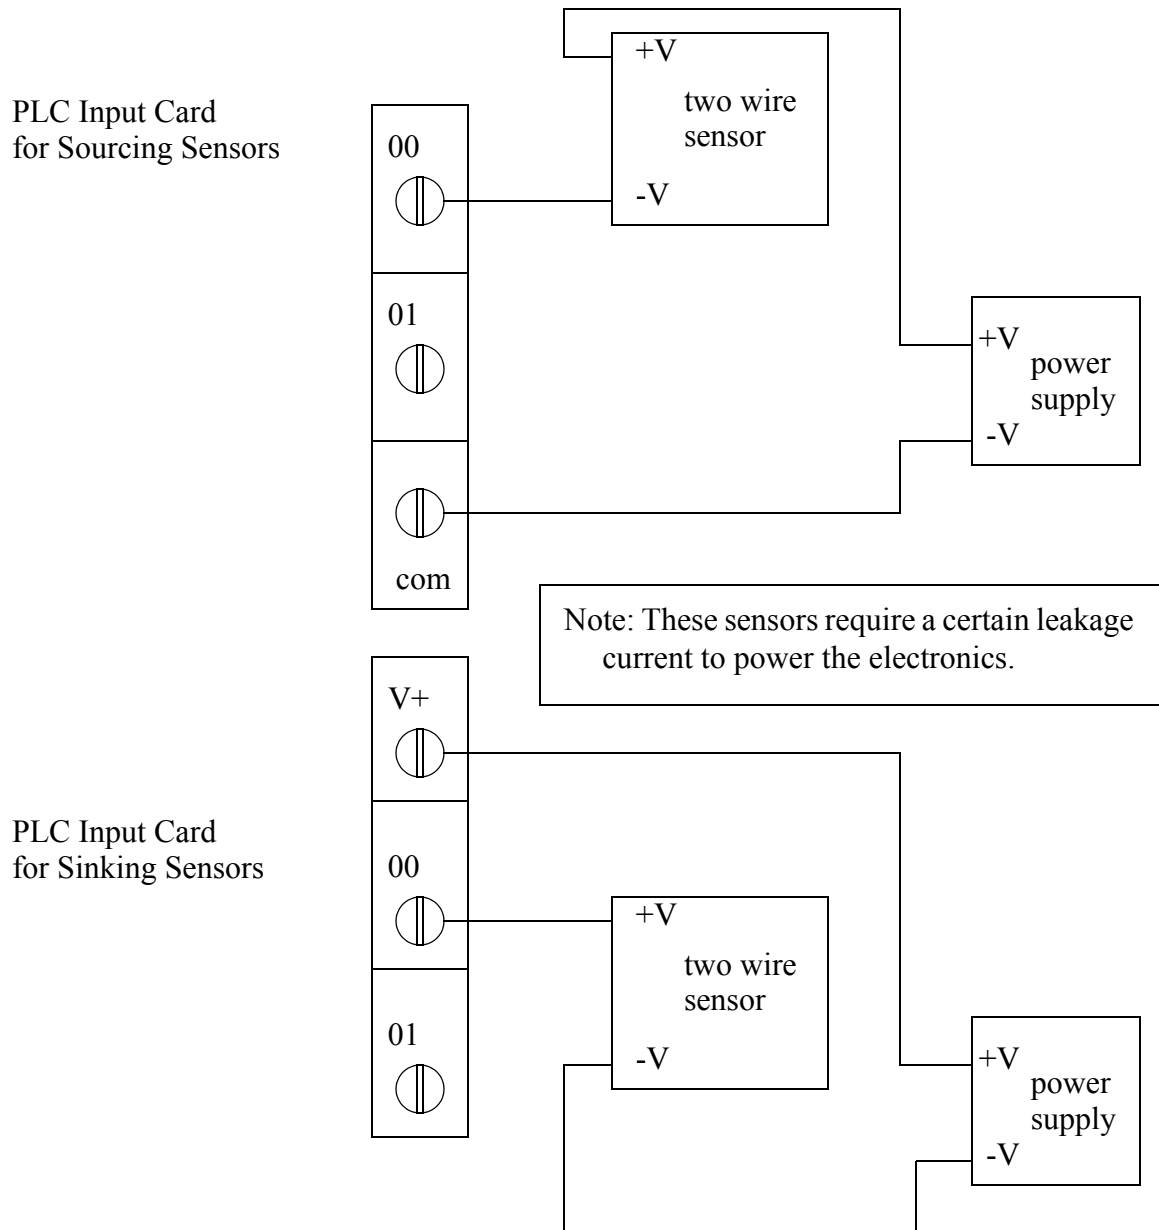 +V
two wire
sensor
-V
PLC Input Card
for Sourcing Sensors
00
01
com
+V
power
supply
-V
Note: These sensors require a certain leakage
current to power the electronics.
V+
PLC Input Card
for Sinking Sensors
00
01
+V
two wire
sensor
-V
+V
power
supply
-V